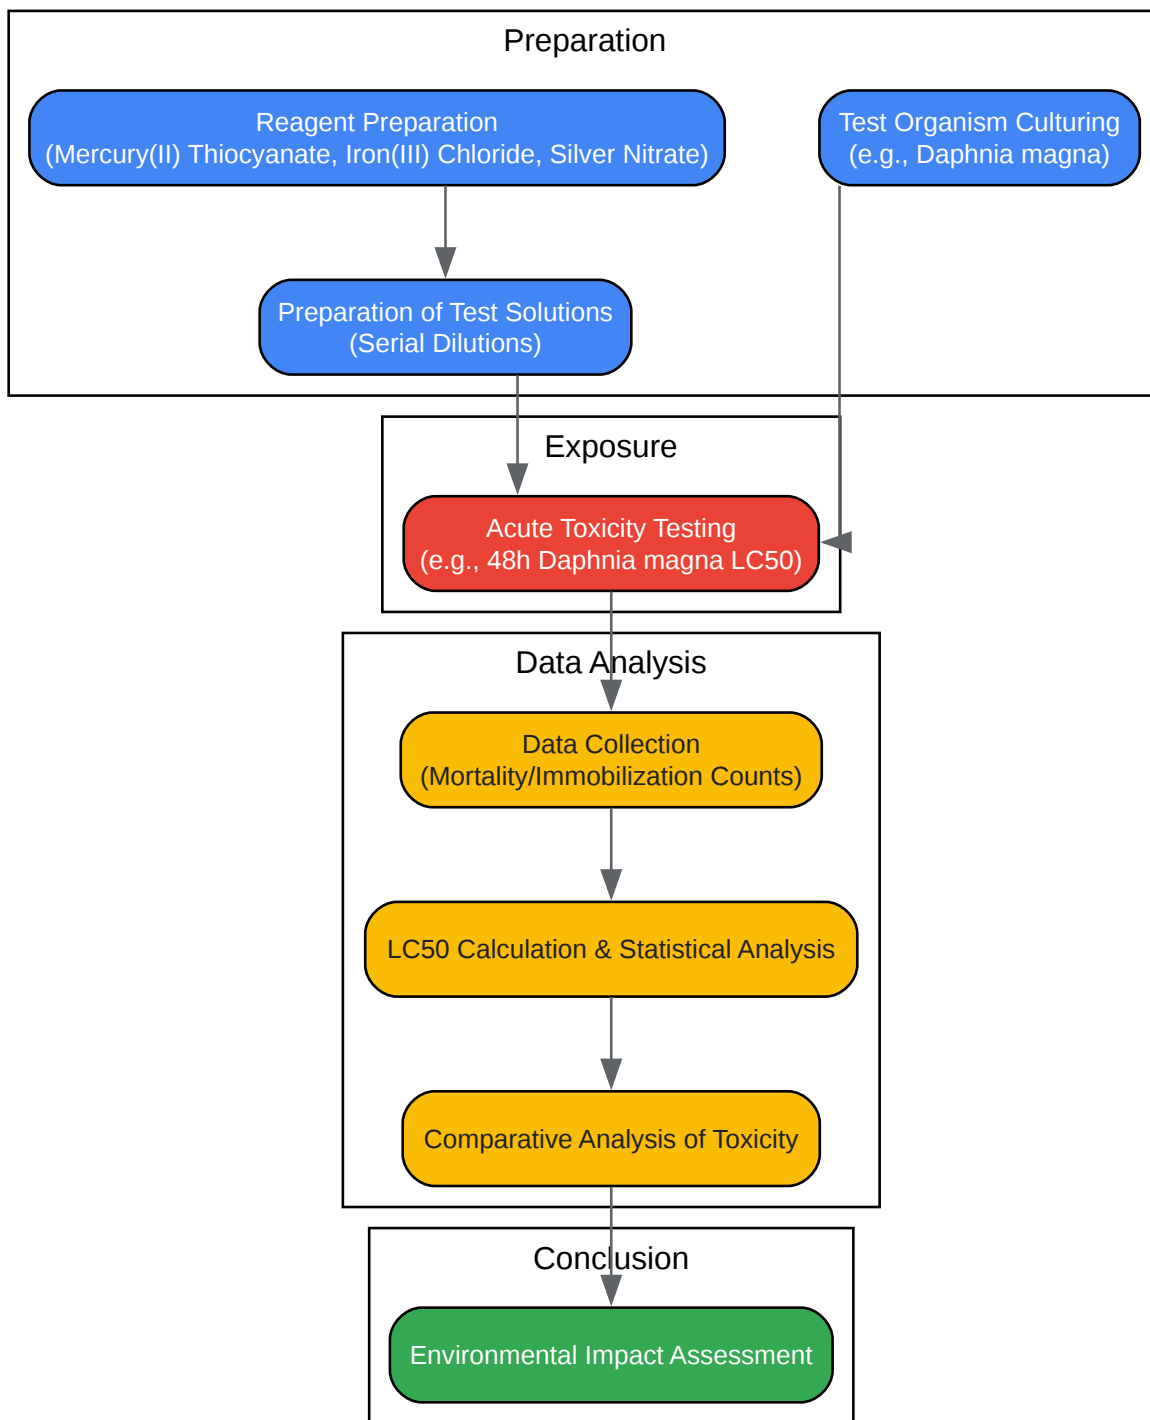 Preparation
Reagent Preparation
(Mercury(II) Thiocyanate, Iron(III) Chloride, Silver Nitrate)
Test Organism Culturing
(e.g., Daphnia magna)
Preparation of Test Solutions
(Serial Dilutions)
Exposure
Acute Toxicity Testing
(e.g., 48h Daphnia magna LC50)
Data Analysis
Data Collection
(Mortality/Immobilization Counts)
LC50 Calculation & Statistical Analysis
Comparative Analysis of Toxicity
Conclusion
Environmental Impact Assessment